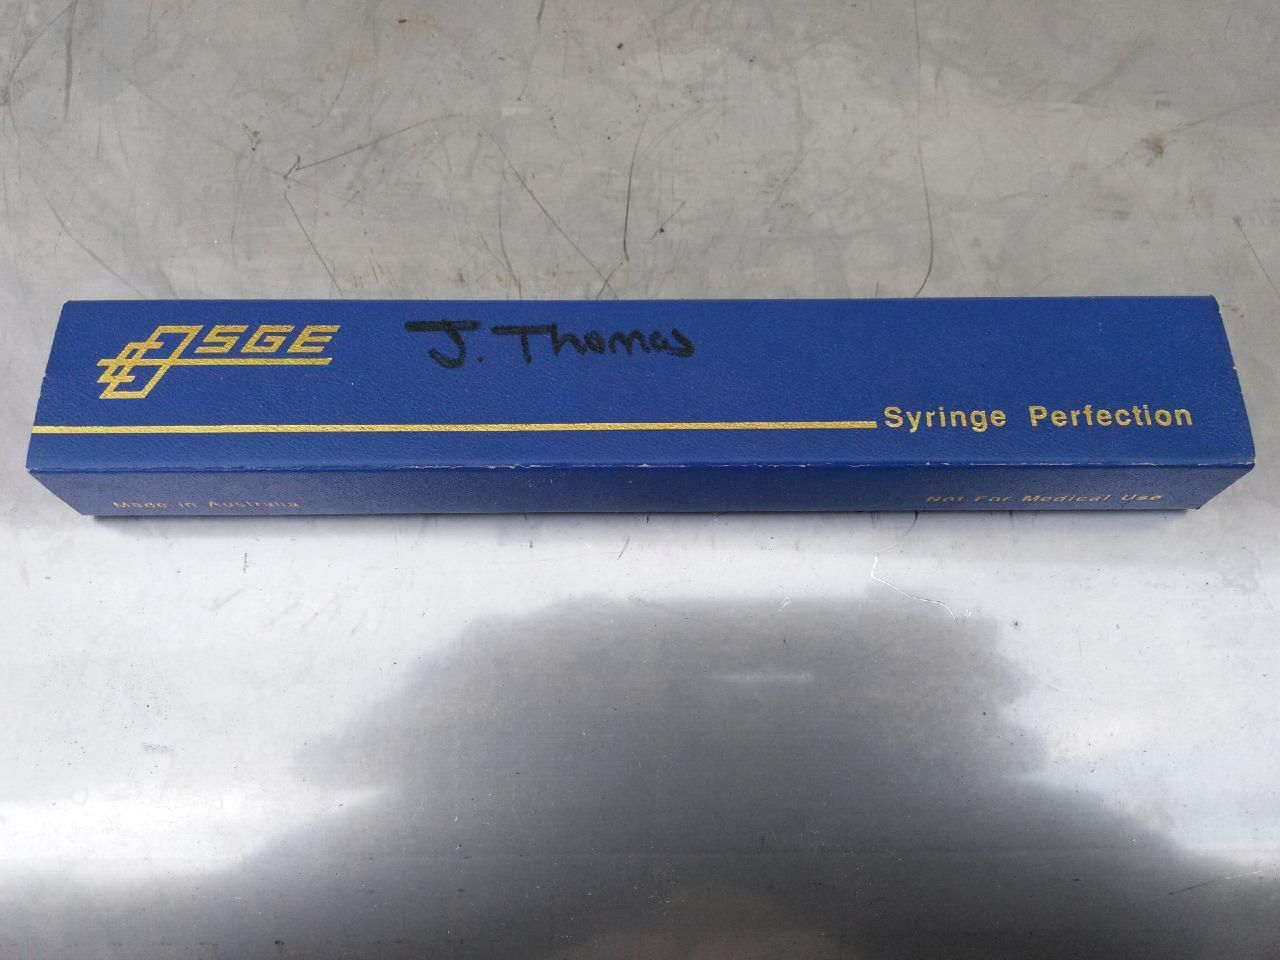 SGE
J. Thomas
Syringe Perfection
Made in Australia
Not For Medical Use